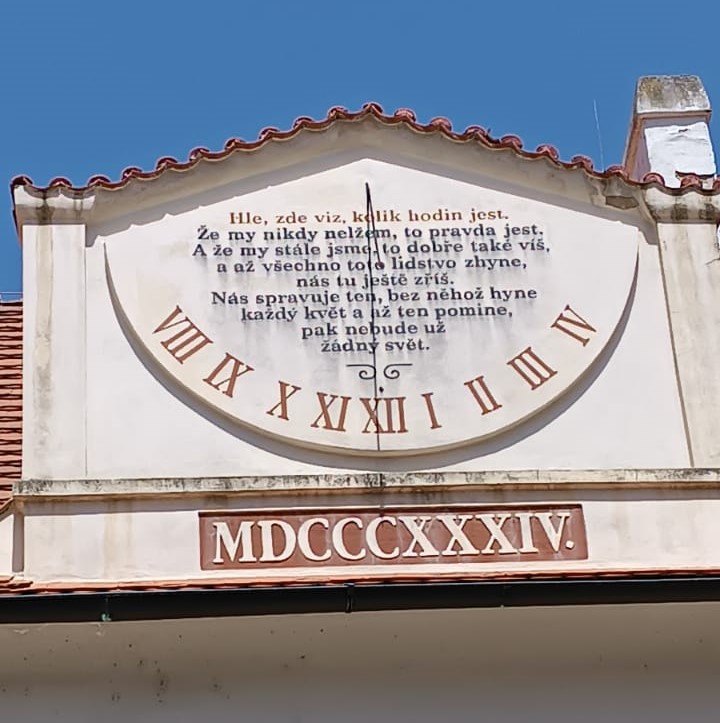 Hle, zde viz, kolik hodin jest.
Že my nikdy nelžem, to pravda jest.
A že my stále jsme, to dobře také víš,
a až všechno toto lidstvo zhyne,
nás tu ještě zříš.
Nás spravuje ten, bez něhož hyne
každý květ a až ten pomine,
pak nebude už
žádný svět.
VIII IX X XI XII I II III IV
MDCCCXXXIV.